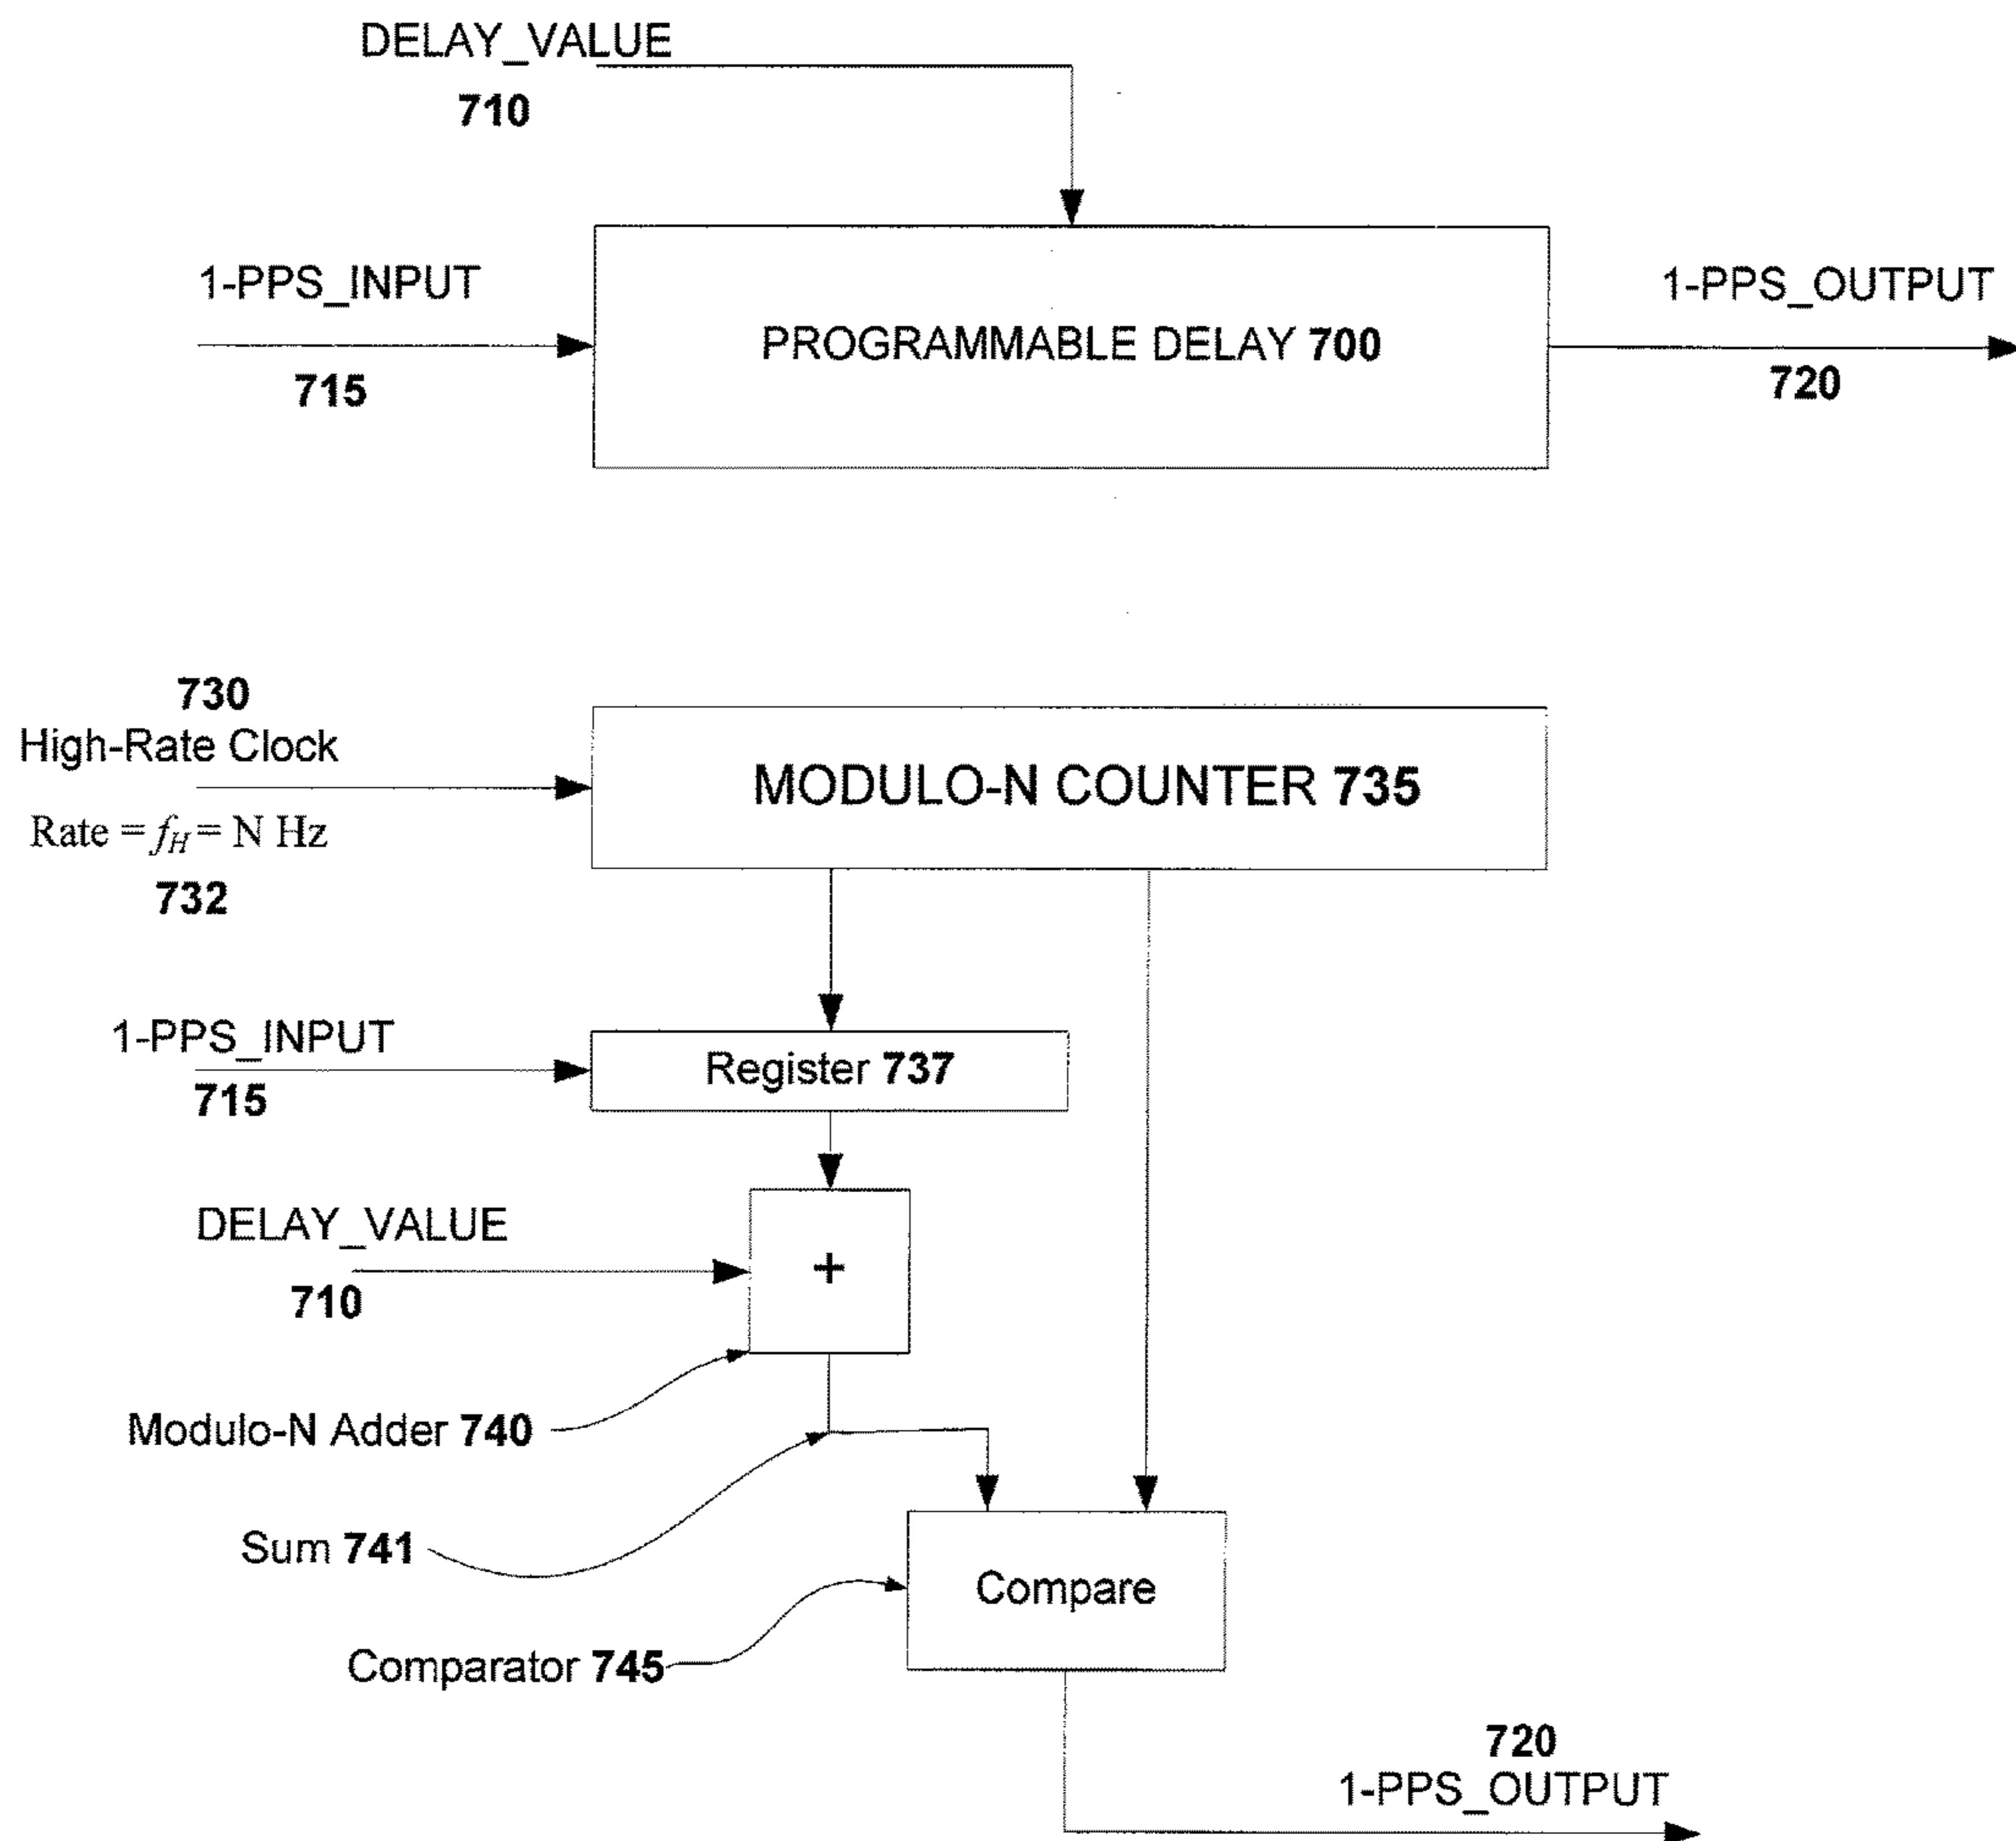 DELAY_VALUE
710
1-PPS_INPUT
715
PROGRAMMABLE DELAY 700
1-PPS_OUTPUT
720
730
High-Rate Clock
Rate = fH = N Hz
732
MODULO-N COUNTER 735
1-PPS_INPUT
715
Register 737
DELAY_VALUE
710
+
Modulo-N Adder 740
Sum 741
Compare
Comparator 745
720
1-PPS_OUTPUT